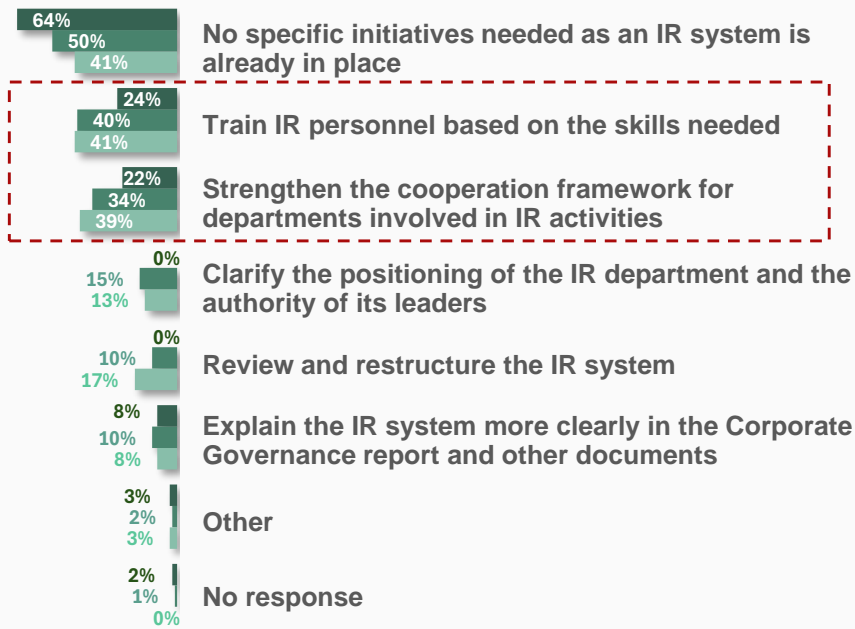 64%
50%
41%
No specific initiatives needed as an IR system is
already in place
24%
40%
41%
Train IR personnel based on the skills needed
22%
34%
39%
Strengthen the cooperation framework for
departments involved in IR activities
0%
15%
13%
Clarify the positioning of the IR department and the
authority of its leaders
0%
10%
17%
Review and restructure the IR system
8%
10%
8%
Explain the IR system more clearly in the Corporate
Governance report and other documents
3%
2%
3%
Other
2%
1%
0%
No response